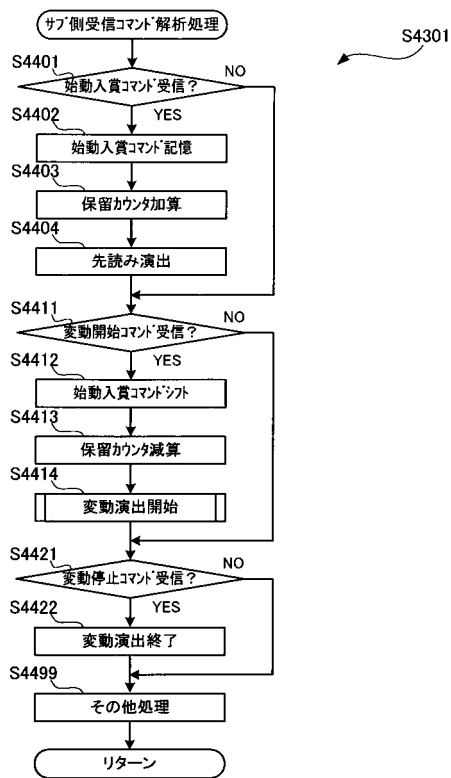 サブ側受信コマンド解析処理
S4301
S4401
始動入賞コマンド受信?
NO
YES
S4402
始動入賞コマンド記憶
S4403
保留カウンタ加算
S4404
先読み演出
S4411
変動開始コマンド受信?
NO
YES
S4412
始動入賞コマンドシフト
S4413
保留カウンタ減算
S4414
変動演出開始
S4421
変動停止コマンド受信?
NO
YES
S4422
変動演出終了
S4499
その他処理
リターン